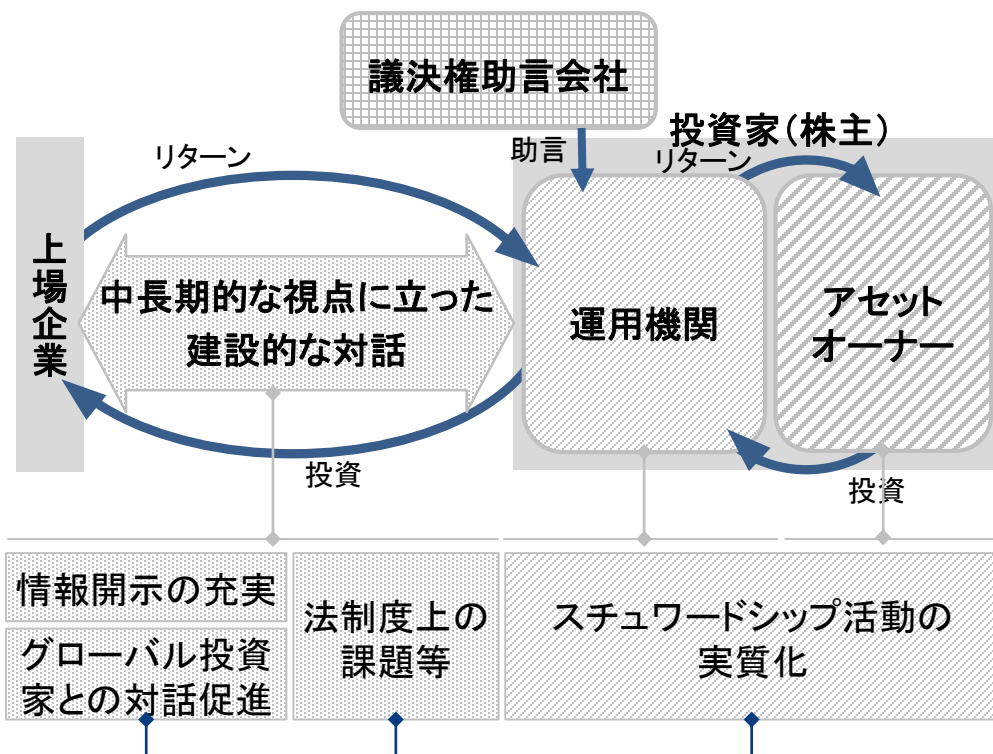 議決権助言会社
助言
投資家(株主)
リターン
リターン
上場企業
中長期的な視点に立った
建設的な対話
運用機関
アセット
オーナー
投資
投資
情報開示の充実
グローバル投資
家との対話促進
法制度上の
課題等
スチュワードシップ活動の
実質化